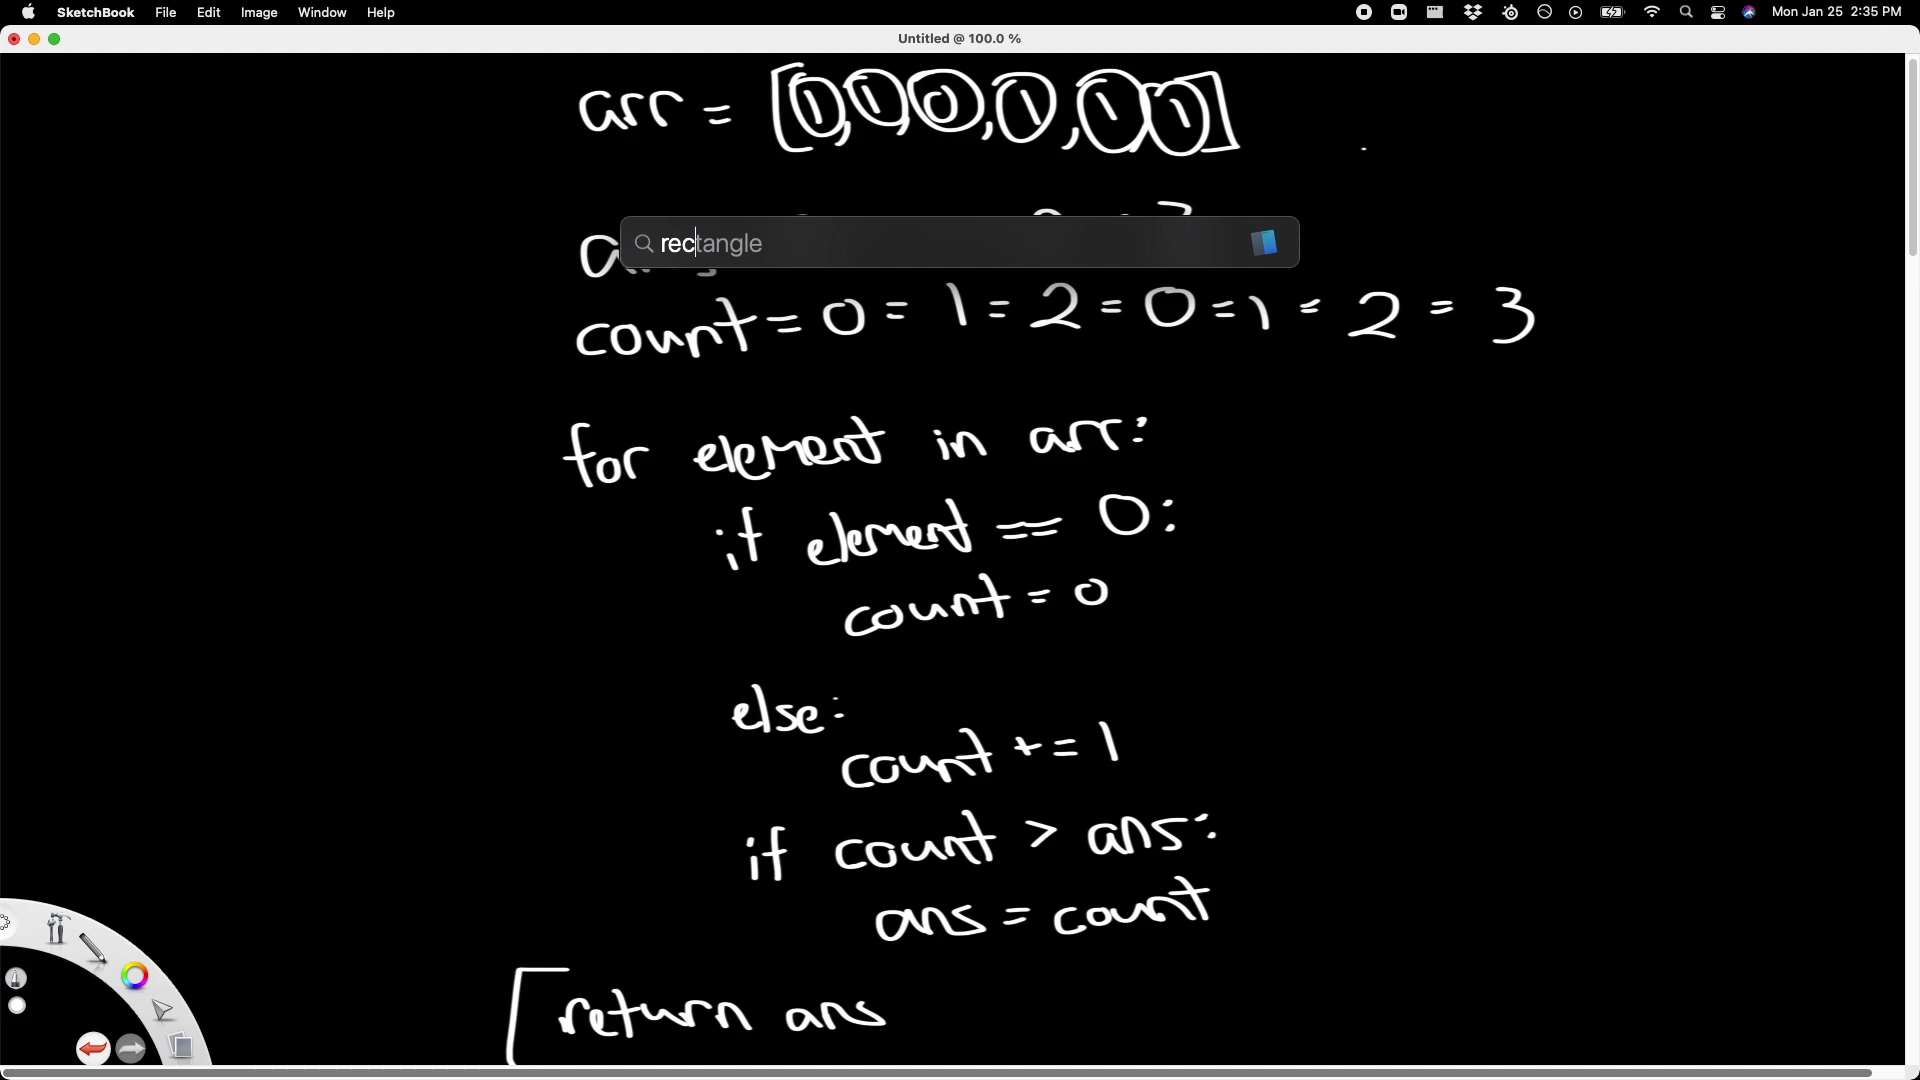 SketchBook File Edit Image Window Help Mon Jan 25 2:35 PM
Untitled @ 100.0 %
arr = [1, 1, 0, 1, 1, 1]
rectangle
count = 0 = 1 = 2 = 0 = 1 = 2 = 3
for element in arr:
if element == 0:
count = 0
else:
count += 1
if count > ans:
ans = count
return ans